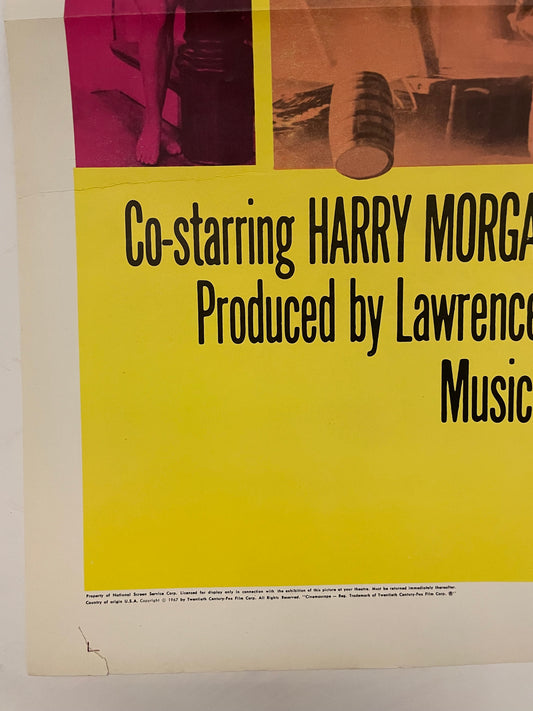 Co-starring HARRY MORGA
Produced by Lawrence
Music
Property of National Screen Service Corp. Licensed for display only in connection with the exhibition of this picture at your theatre. Must be returned immediately thereafter.
Country of origin U.S.A. Copyright © 1967 by Twentieth Century-Fox Film Corp. All Rights Reserved. "Cinemascope — Reg. Trademark of Twentieth Century-Fox Film Corp. ®"